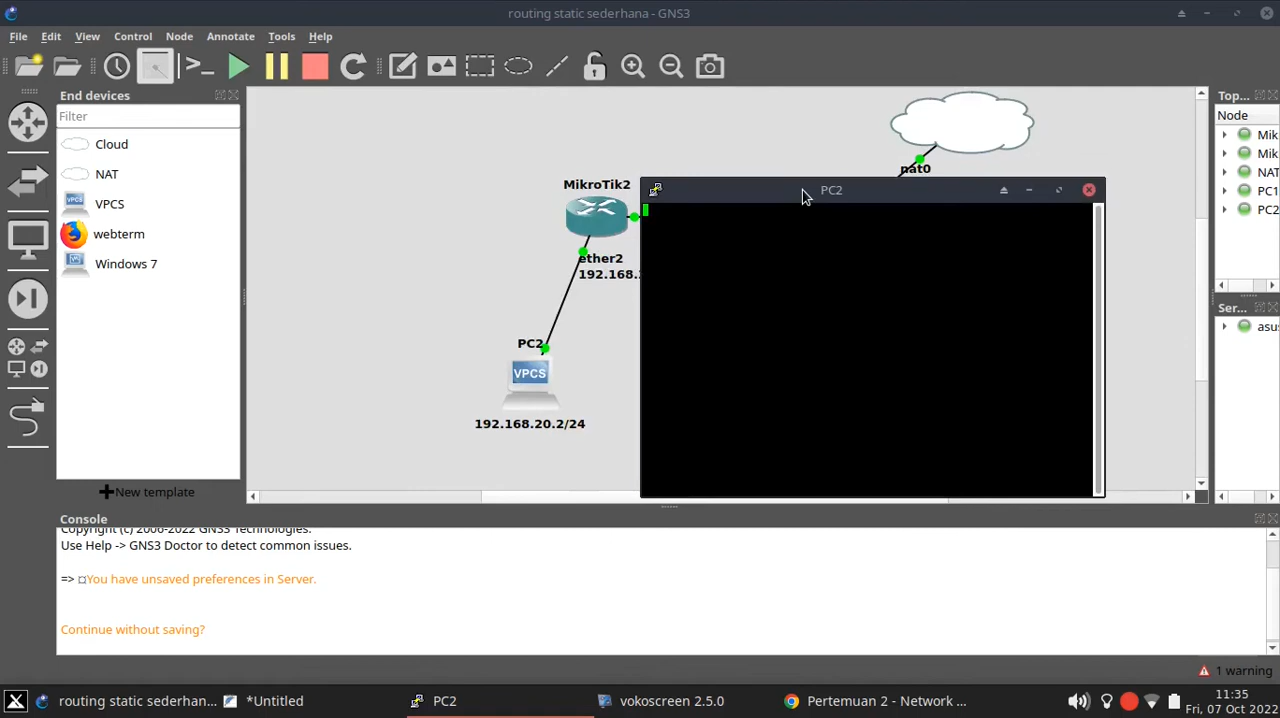 routing static sederhana - GNS3
File Edit View Control Node Annotate Tools Help
End devices
Filter
Cloud
NAT
VPCS
webterm
Windows 7
New template
nat0
MikroTik2
ether2
192.168.
PC2
VPCS
192.168.20.2/24
PC2
Top...
Node
Mik
Mik
NAT
PC1
PC2
Ser...
asu
Console
Copyright (c) 2006-2022 GNS3 Technologies.
Use Help -> GNS3 Doctor to detect common issues.
=> You have unsaved preferences in Server.
Continue without saving?
1 warning
routing static sederhana... *Untitled PC2 vokoscreen 2.5.0 Pertemuan 2 - Network ...
11:35
Fri, 07 Oct 2022